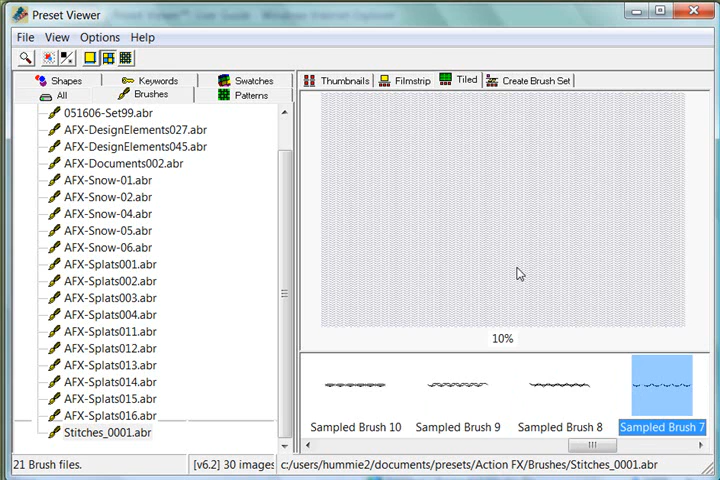 Preset Viewer
File View Options Help
Shapes Keywords Swatches
All Brushes Patterns
Thumbnails Filmstrip Tiled Create Brush Set
051606-Set99.abr
AFX-DesignElements027.abr
AFX-DesignElements045.abr
AFX-Documents002.abr
AFX-Snow-01.abr
AFX-Snow-02.abr
AFX-Snow-04.abr
AFX-Snow-05.abr
AFX-Snow-06.abr
AFX-Splats001.abr
AFX-Splats002.abr
AFX-Splats003.abr
AFX-Splats004.abr
AFX-Splats011.abr
AFX-Splats012.abr
AFX-Splats013.abr
AFX-Splats014.abr
AFX-Splats015.abr
AFX-Splats016.abr
Stitches_0001.abr
10%
Sampled Brush 10 Sampled Brush 9 Sampled Brush 8 Sampled Brush 7
21 Brush files. [v6.2] 30 images c:/users/hummie2/documents/presets/Action FX/Brushes/Stitches_0001.abr